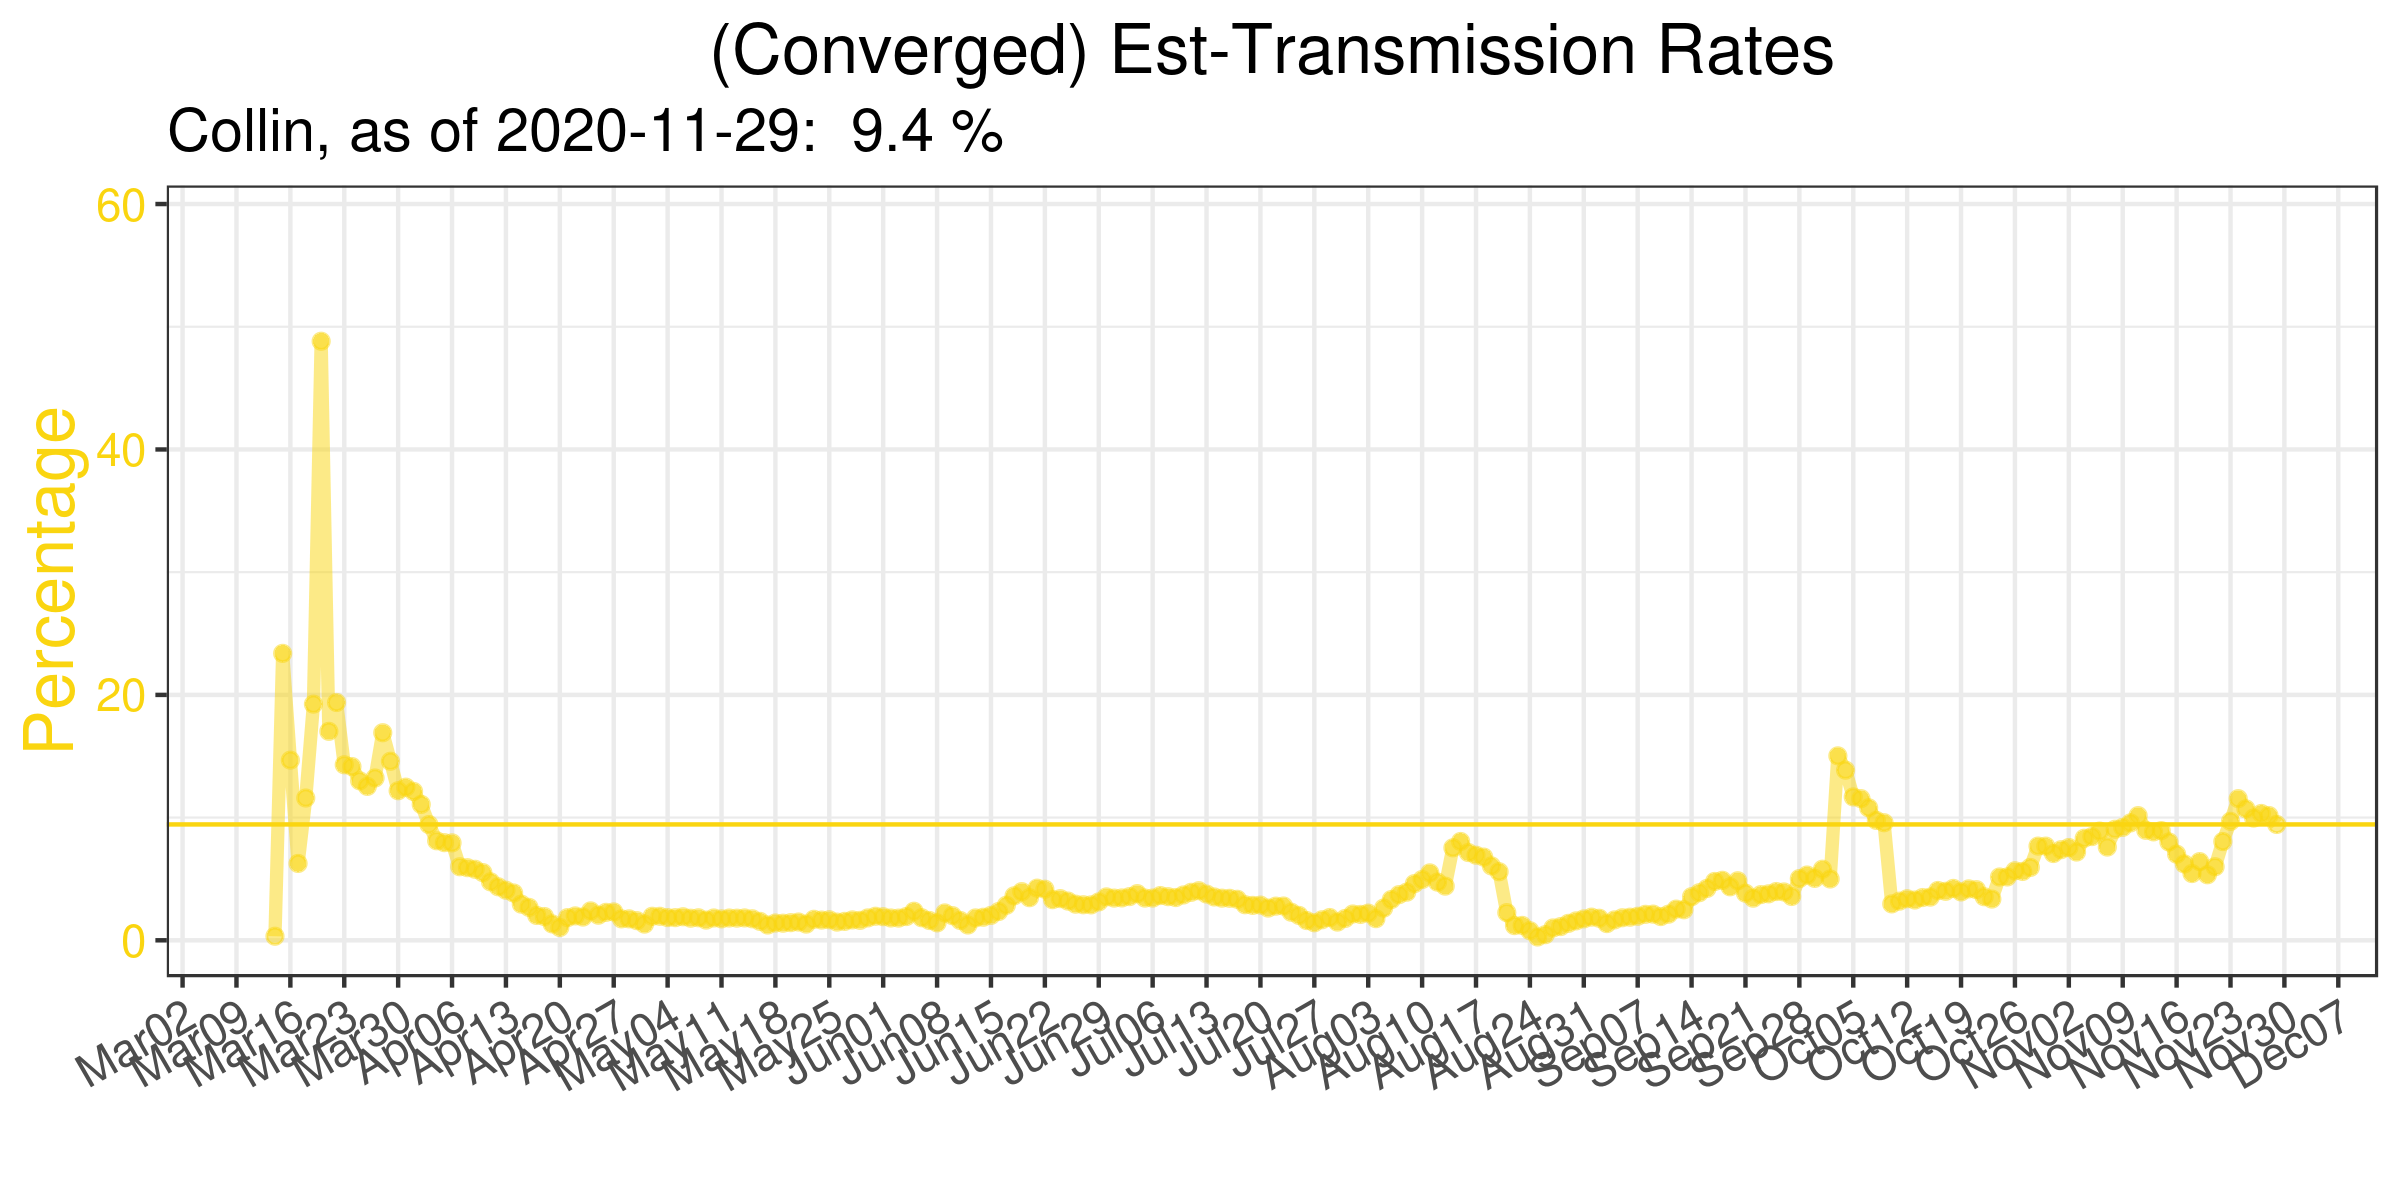 (Converged) Est-Transmission Rates
Collin, as of 2020-11-29:  9.4 %
Percentage
60
40
20
0
Mar02
Mar09
Mar16
Mar23
Mar30
Apr06
Apr13
Apr20
Apr27
May04
May11
May18
May25
Jun01
Jun08
Jun15
Jun22
Jun29
Jul06
Jul13
Jul20
Jul27
Aug03
Aug10
Aug17
Aug24
Aug31
Sep07
Sep14
Sep21
Sep28
Oct05
Oct12
Oct19
Oct26
Nov02
Nov09
Nov16
Nov23
Nov30
Dec07